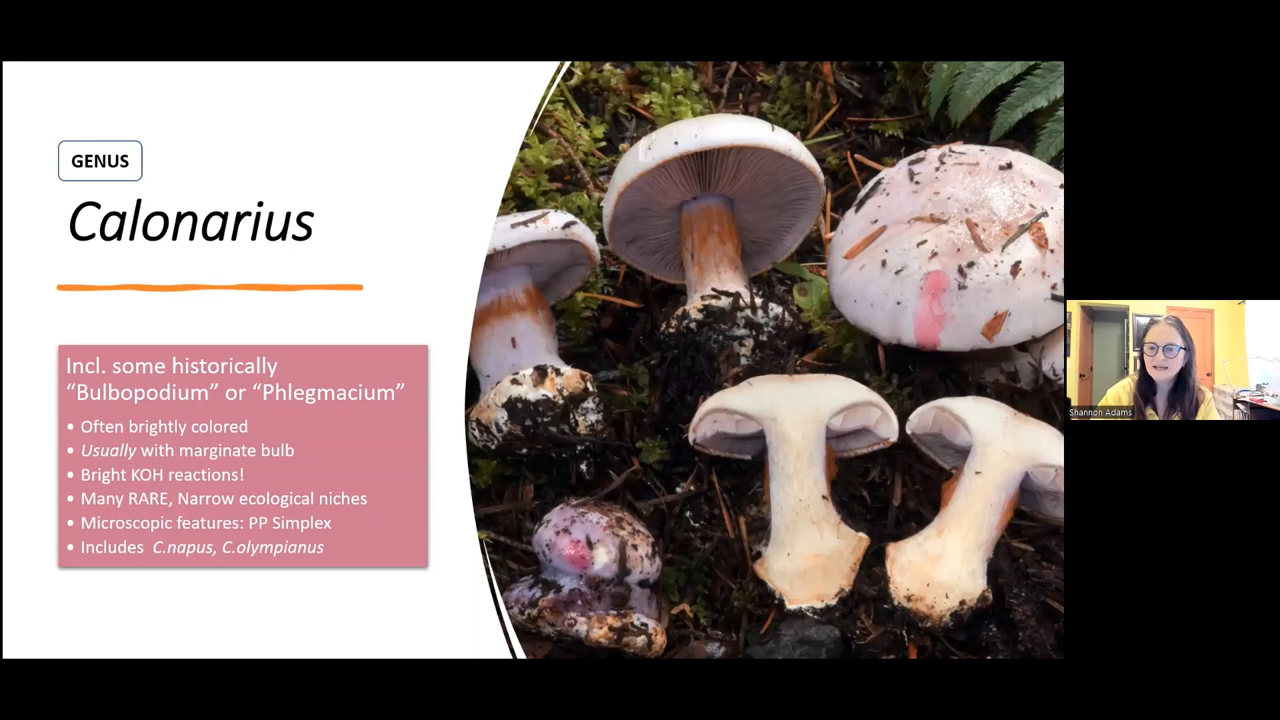 GENUS
Calonarius
Incl. some historically
“Bulbopodium” or “Phlegmacium”
• Often brightly colored
• Usually with marginate bulb
• Bright KOH reactions!
• Many RARE, Narrow ecological niches
• Microscopic features: PP Simplex
• Includes C.napus, C.olympianus
Shannon Adams